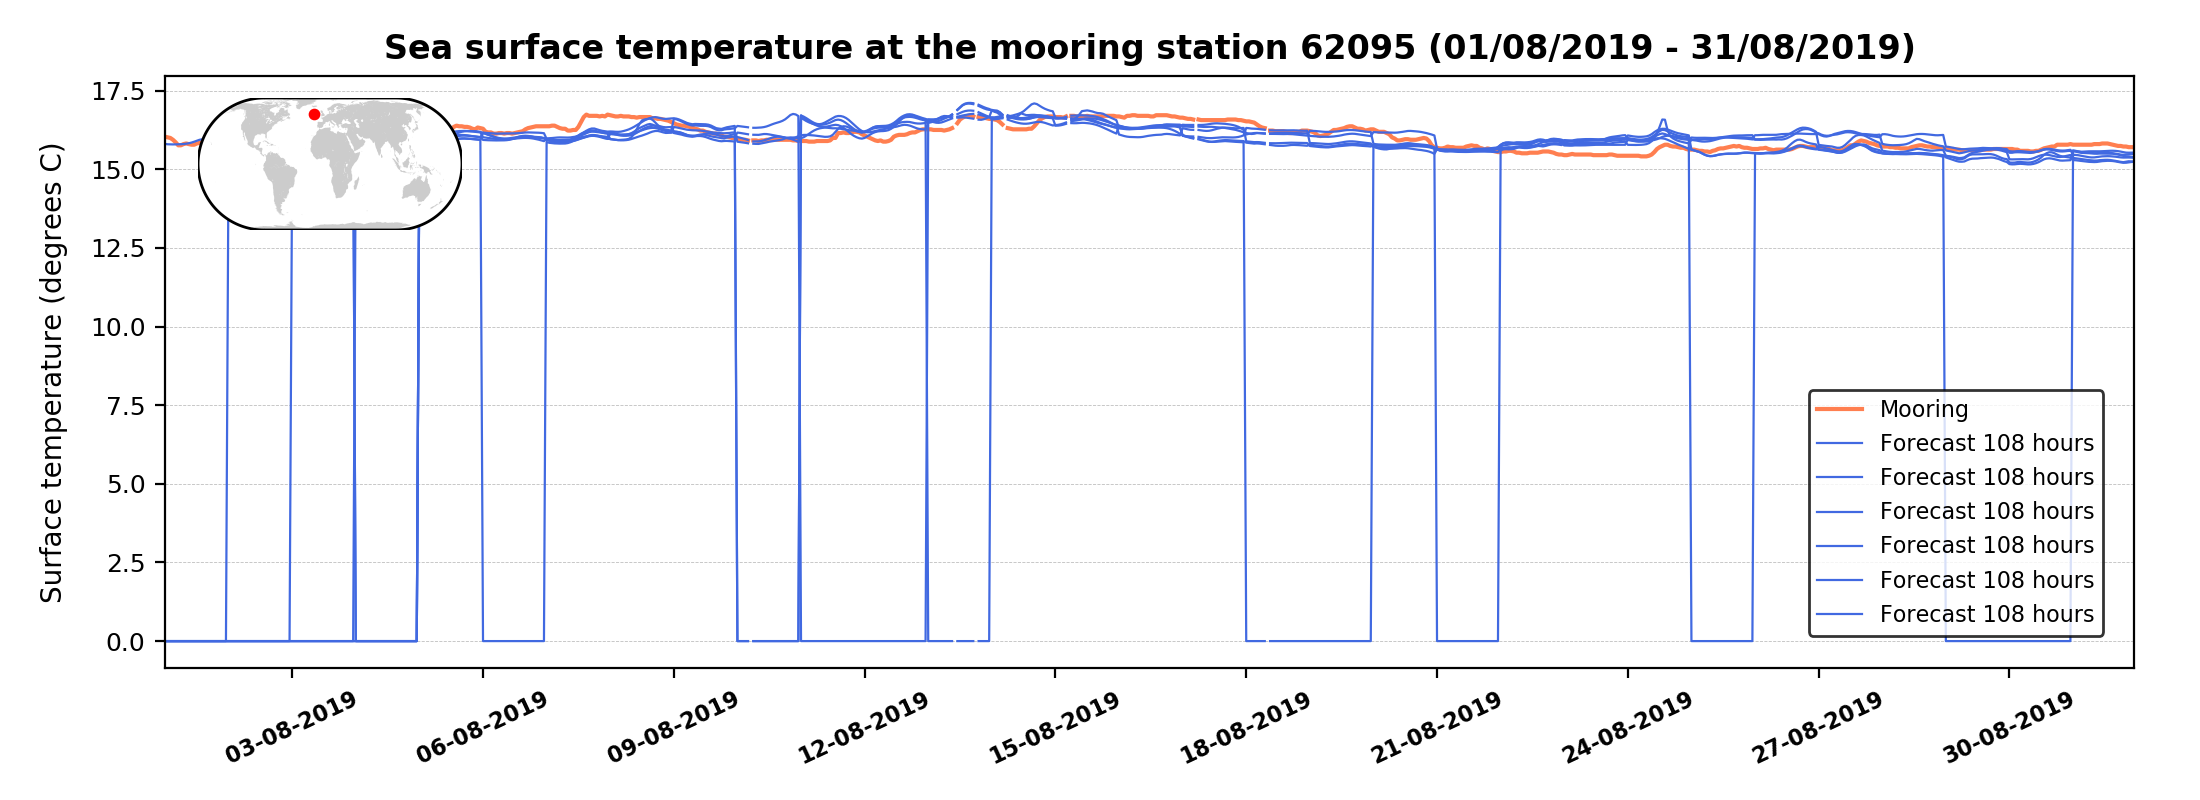 Sea surface temperature at the mooring station 62095 (01/08/2019 - 31/08/2019)
Surface temperature (degrees C)
17.5
15.0
12.5
10.0
7.5
5.0
2.5
0.0
Mooring
Forecast 108 hours
Forecast 108 hours
Forecast 108 hours
Forecast 108 hours
Forecast 108 hours
Forecast 108 hours
03-08-2019
06-08-2019
09-08-2019
12-08-2019
15-08-2019
18-08-2019
21-08-2019
24-08-2019
27-08-2019
30-08-2019